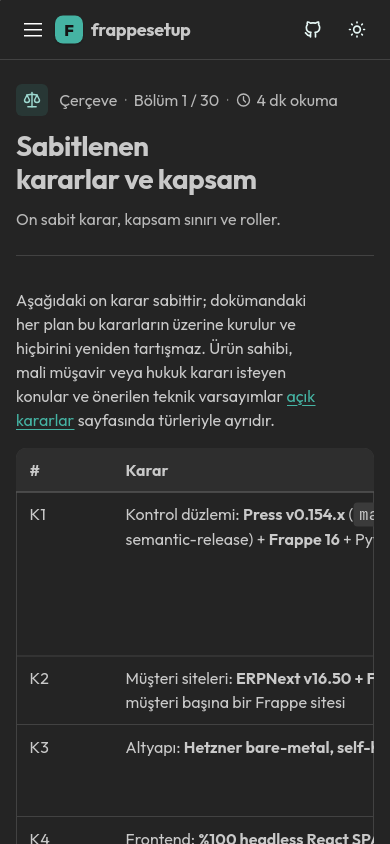 F frappesetup
Çerçeve · Bölüm 1 / 30 · 4 dk okuma
Sabitlenen
kararlar ve kapsam
On sabit karar, kapsam sınırı ve roller.
Aşağıdaki on karar sabittir; dokümandaki
her plan bu kararların üzerine kurulur ve
hiçbirini yeniden tartışmaz. Ürün sahibi,
mali müşavir veya hukuk kararı isteyen
konular ve önerilen teknik varsayımlar açık
kararlar sayfasında türleriyle ayrıdır.
# Karar
K1 Kontrol düzlemi: Press v0.154.x (ma
semantic-release) + Frappe 16 + Py
K2 Müşteri siteleri: ERPNext v16.50 + F
müşteri başına bir Frappe sitesi
K3 Altyapı: Hetzner bare-metal, self-h
K4 Frontend: %100 headless React SPA